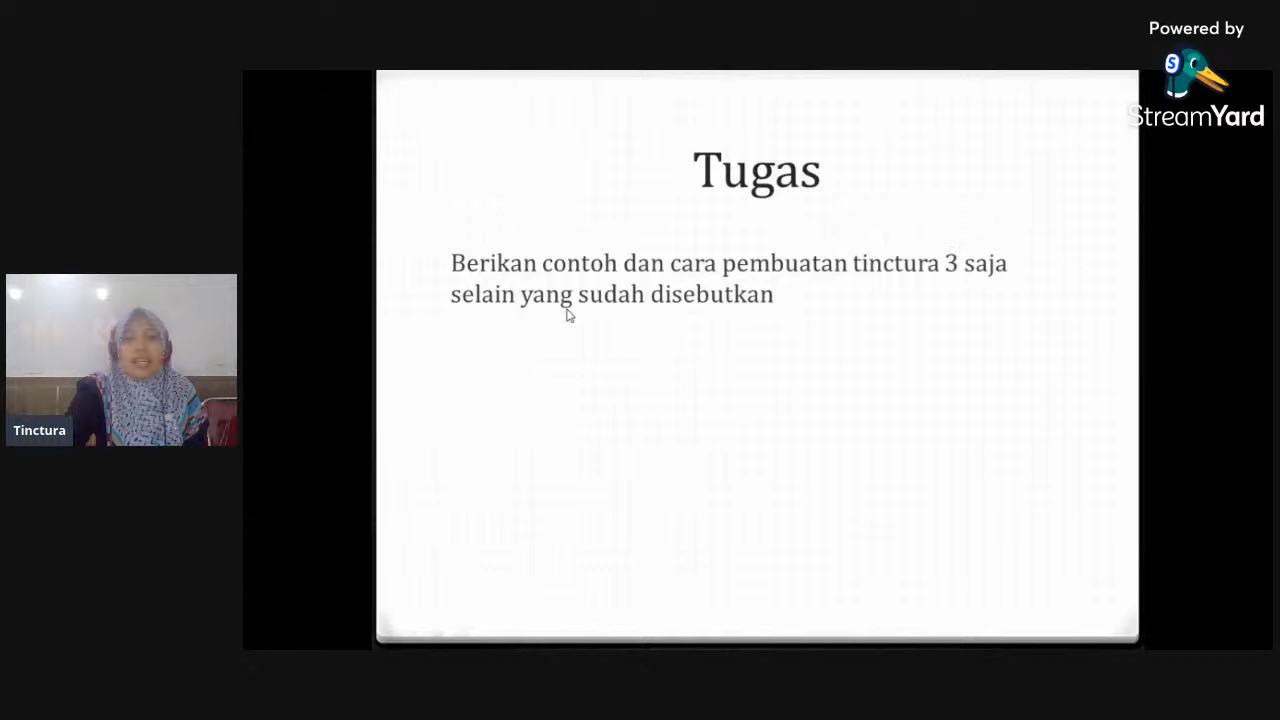 Powered by
StreamYard
Tugas
Berikan contoh dan cara pembuatan tinctura 3 saja
selain yang sudah disebutkan
Tinctura